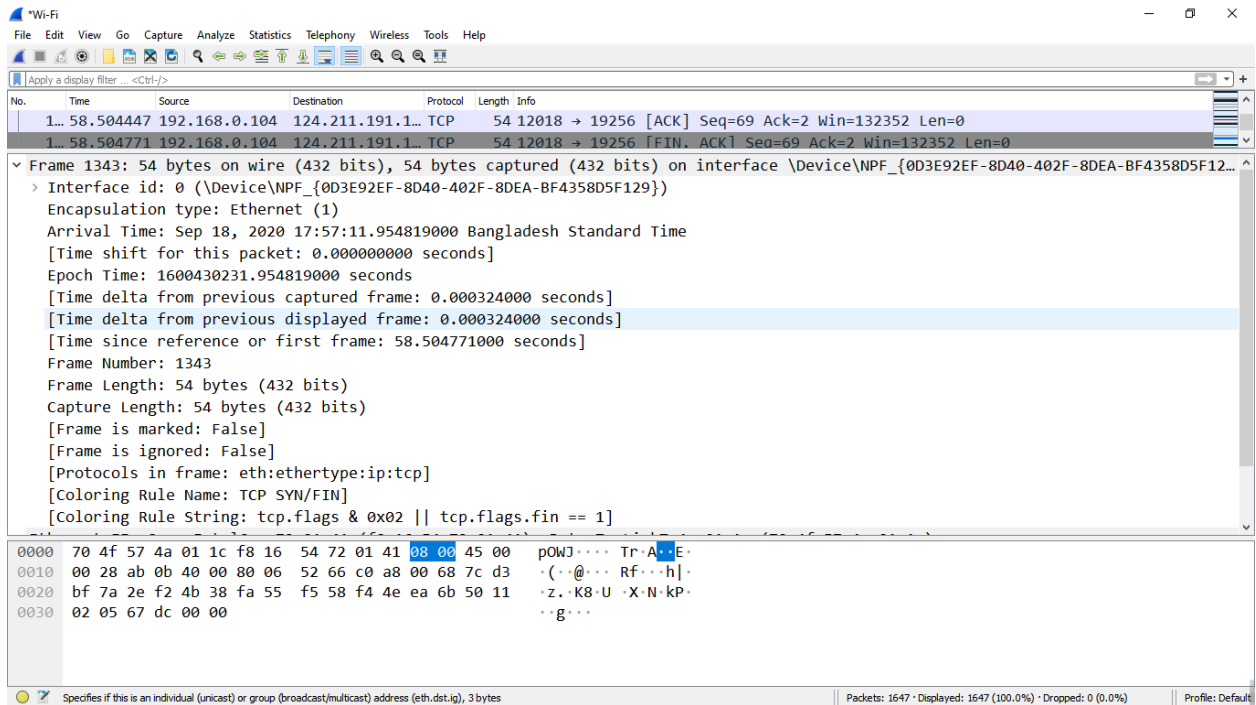 *Wi-Fi
File Edit View Go Capture Analyze Statistics Telephony Wireless Tools Help
Apply a display filter ... <Ctrl-/>
No. Time Source Destination Protocol Length Info
1… 58.504447 192.168.0.104 124.211.191.1… TCP 54 12018 → 19256 [ACK] Seq=69 Ack=2 Win=132352 Len=0
1… 58.504771 192.168.0.104 124.211.191.1… TCP 54 12018 → 19256 [FIN, ACK] Seq=69 Ack=2 Win=132352 Len=0
Frame 1343: 54 bytes on wire (432 bits), 54 bytes captured (432 bits) on interface \Device\NPF_{0D3E92EF-8D40-402F-8DEA-BF4358D5F12…
Interface id: 0 (\Device\NPF_{0D3E92EF-8D40-402F-8DEA-BF4358D5F129})
Encapsulation type: Ethernet (1)
Arrival Time: Sep 18, 2020 17:57:11.954819000 Bangladesh Standard Time
[Time shift for this packet: 0.000000000 seconds]
Epoch Time: 1600430231.954819000 seconds
[Time delta from previous captured frame: 0.000324000 seconds]
[Time delta from previous displayed frame: 0.000324000 seconds]
[Time since reference or first frame: 58.504771000 seconds]
Frame Number: 1343
Frame Length: 54 bytes (432 bits)
Capture Length: 54 bytes (432 bits)
[Frame is marked: False]
[Frame is ignored: False]
[Protocols in frame: eth:ethertype:ip:tcp]
[Coloring Rule Name: TCP SYN/FIN]
[Coloring Rule String: tcp.flags & 0x02 || tcp.flags.fin == 1]
0000 70 4f 57 4a 01 1c f8 16 54 72 01 41 08 00 45 00 pOWJ···· Tr·A··E·
0010 00 28 ab 0b 40 00 80 06 52 66 c0 a8 00 68 7c d3 ·(··@··· Rf···h|·
0020 bf 7a 2e f2 4b 38 fa 55 f5 58 f4 4e ea 6b 50 11 ·z.·K8·U ·X·N·kP·
0030 02 05 67 dc 00 00 ··g···
Specifies if this is an individual (unicast) or group (broadcast/multicast) address (eth.dst.ig), 3 bytes
Packets: 1647 · Displayed: 1647 (100.0%) · Dropped: 0 (0.0%)
Profile: Default